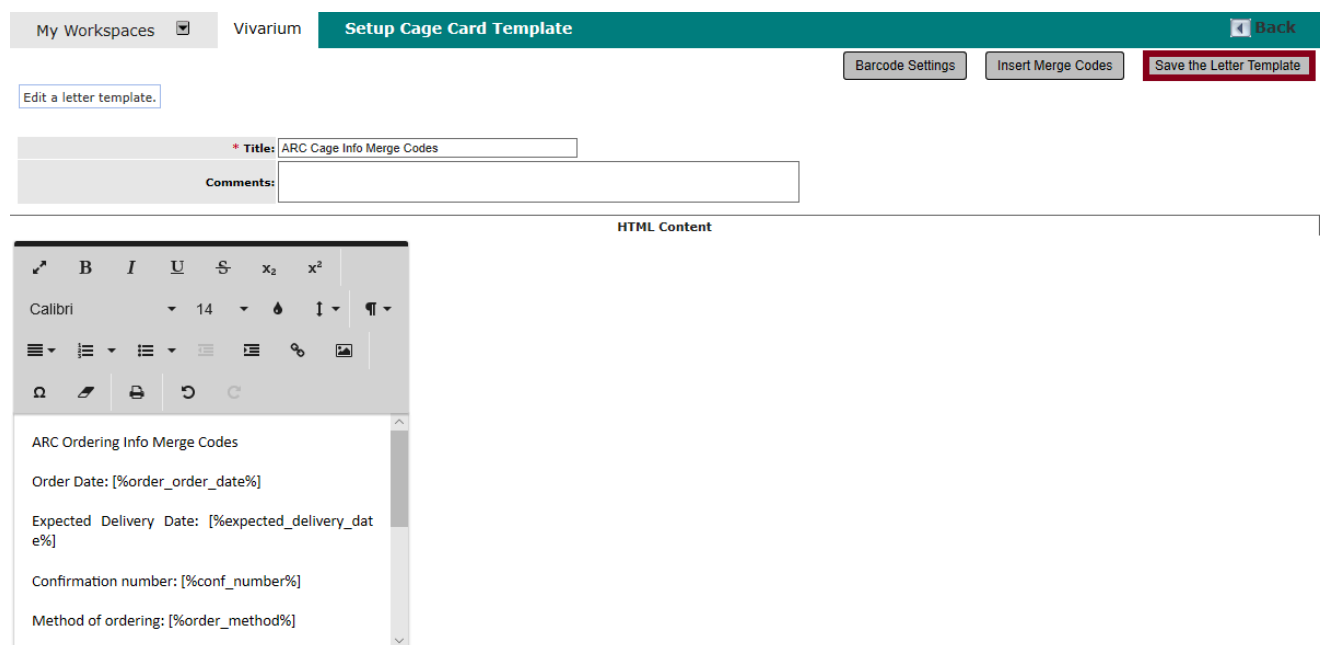 My Workspaces Vivarium Setup Cage Card Template Back
Barcode Settings Insert Merge Codes Save the Letter Template
Edit a letter template.
* Title: ARC Cage Info Merge Codes
Comments:
HTML Content
B I U S x₂ x²
Calibri 14 ¶
Ω
ARC Ordering Info Merge Codes
Order Date: [%order_order_date%]
Expected Delivery Date: [%expected_delivery_dat
e%]
Confirmation number: [%conf_number%]
Method of ordering: [%order_method%]